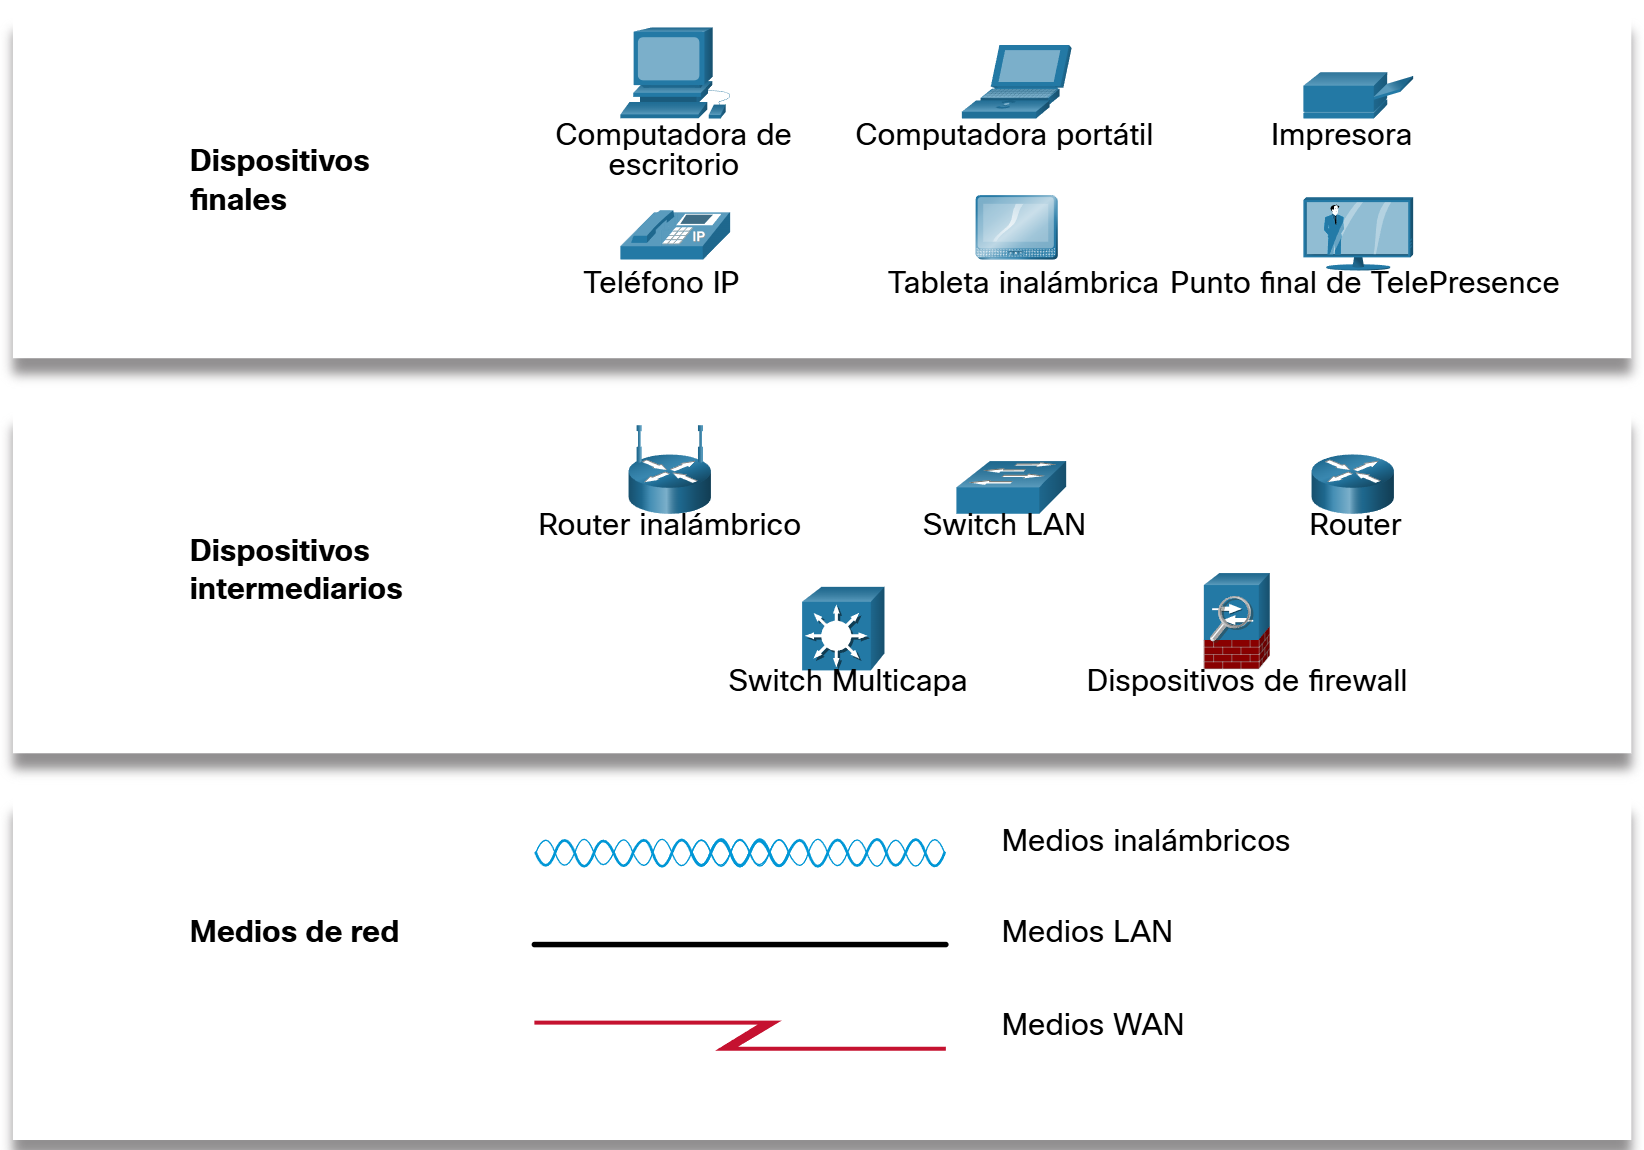 Dispositivos
finales
Computadora de
escritorio
Computadora portátil
Impresora
IP
Teléfono IP
Tableta inalámbrica
Punto final de TelePresence
Dispositivos
intermediarios
Router inalámbrico
Switch LAN
Router
Switch Multicapa
Dispositivos de firewall
Medios de red
Medios inalámbricos
Medios LAN
Medios WAN